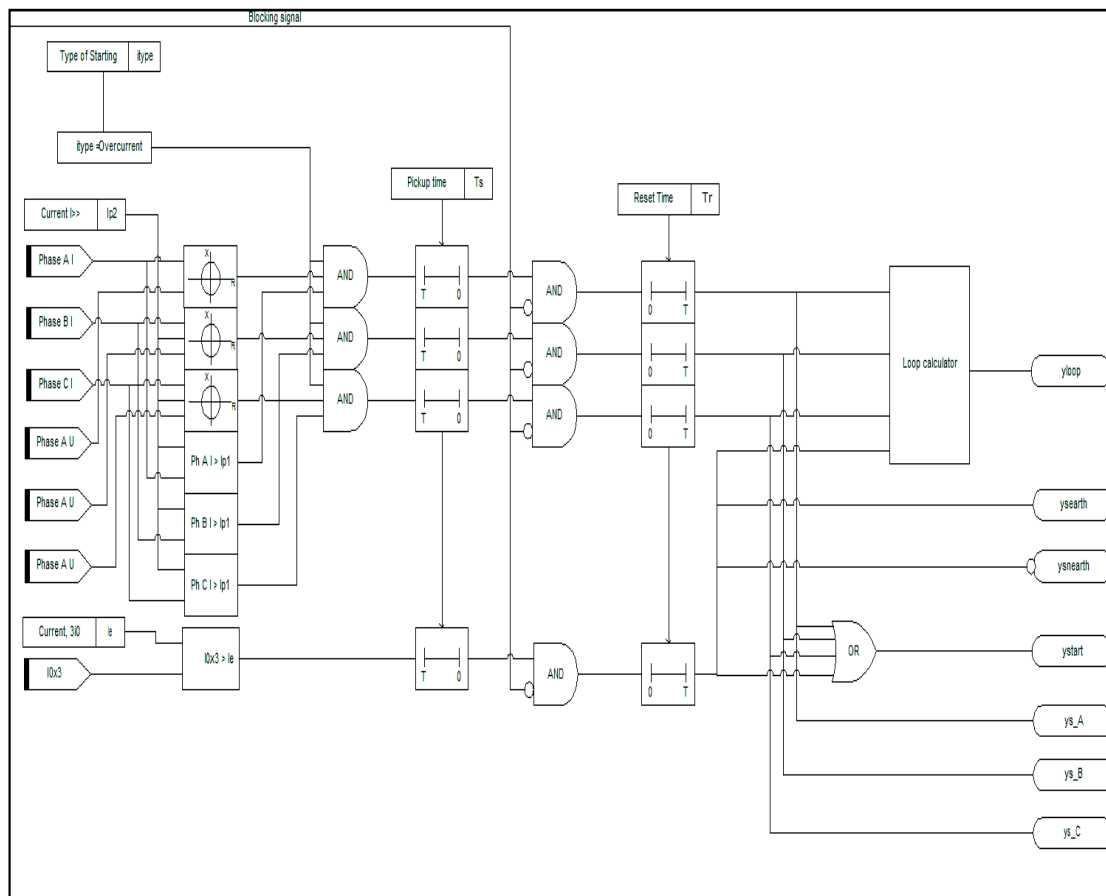 Blocking signal
Type of Starting itype
itype =Overcurrent
Pickup time Ts
Reset Time Tr
Current I>> Ip2
Phase A I
X
R
AND
T 0
AND
0 T
Phase B I
R
AND
T 0
AND
0 T
Loop calculator
yloop
Phase C I
X
R
AND
T 0
AND
0 T
Phase A U
Ph A I > Ip1
Phase A U
Ph B I > Ip1
ysearth
Phase A U
Ph C I > Ip1
ysnearth
Current, 3I0 Ie
I0x3
I0x3 > Ie
T 0
AND
0 T
OR
ystart
ys_A
ys_B
ys_C